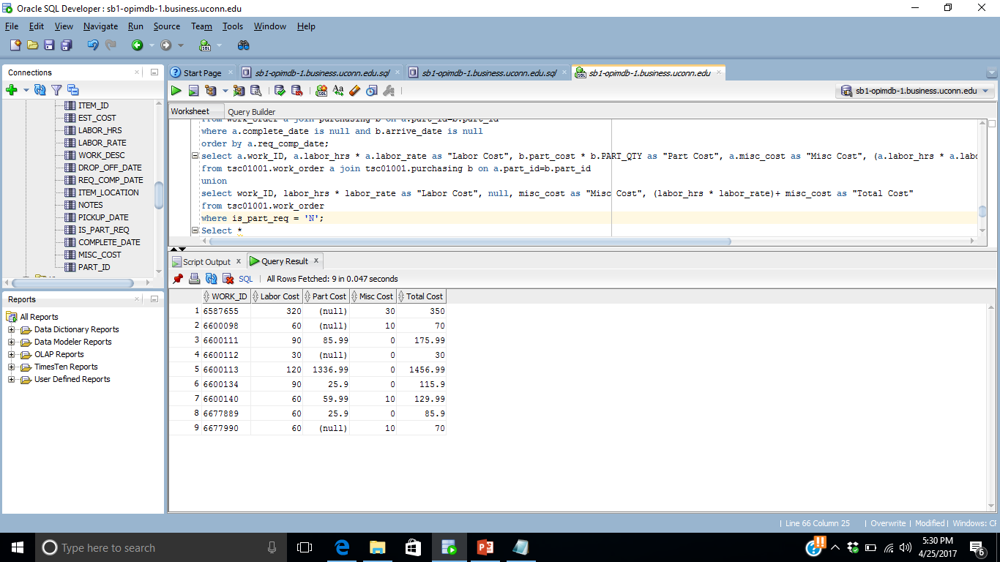 Oracle SQL Developer : sb1-opimdb-1.business.uconn.edu
File Edit View Navigate Run Source Team Tools Window Help
Connections
ITEM_ID
EST_COST
LABOR_HRS
LABOR_RATE
WORK_DESC
DROP_OFF_DATE
REQ_COMP_DATE
ITEM_LOCATION
NOTES
PICKUP_DATE
IS_PART_REQ
COMPLETE_DATE
MISC_COST
PART_ID
Reports
All Reports
Data Dictionary Reports
Data Modeler Reports
OLAP Reports
TimesTen Reports
User Defined Reports
Start Page sb1-opimdb-1.business.uconn.edu.sql sb1-opimdb-1.business.uconn.edu.sql sb1-opimdb-1.business.uconn.edu
sb1-opimdb-1.business.uconn.edu
Worksheet Query Builder
from work_order a join purchasing b on a.part_id=b.part_id
where a.complete_date is null and b.arrive_date is null
order by a.req_comp_date;
select a.work_ID, a.labor_hrs * a.labor_rate as "Labor Cost", b.part_cost * b.PART_QTY as "Part Cost", a.misc_cost as "Misc Cost", (a.labor_hrs * a.labo
from tsc01001.work_order a join tsc01001.purchasing b on a.part_id=b.part_id
union
select work_ID, labor_hrs * labor_rate as "Labor Cost", null, misc_cost as "Misc Cost", (labor_hrs * labor_rate)+ misc_cost as "Total Cost"
from tsc01001.work_order
where is_part_req = 'N';
Select *
Script Output Query Result
SQL All Rows Fetched: 9 in 0.047 seconds
WORK_ID Labor Cost Part Cost Misc Cost Total Cost
1 6587655 320 (null) 30 350
2 6600098 60 (null) 10 70
3 6600111 90 85.99 0 175.99
4 6600112 30 (null) 0 30
5 6600113 120 1336.99 0 1456.99
6 6600134 90 25.9 0 115.9
7 6600140 60 59.99 10 129.99
8 6677889 60 25.9 0 85.9
9 6677990 60 (null) 10 70
Line 66 Column 25 Overwrite Modified Windows:
Type here to search
5:30 PM
4/25/2017
6